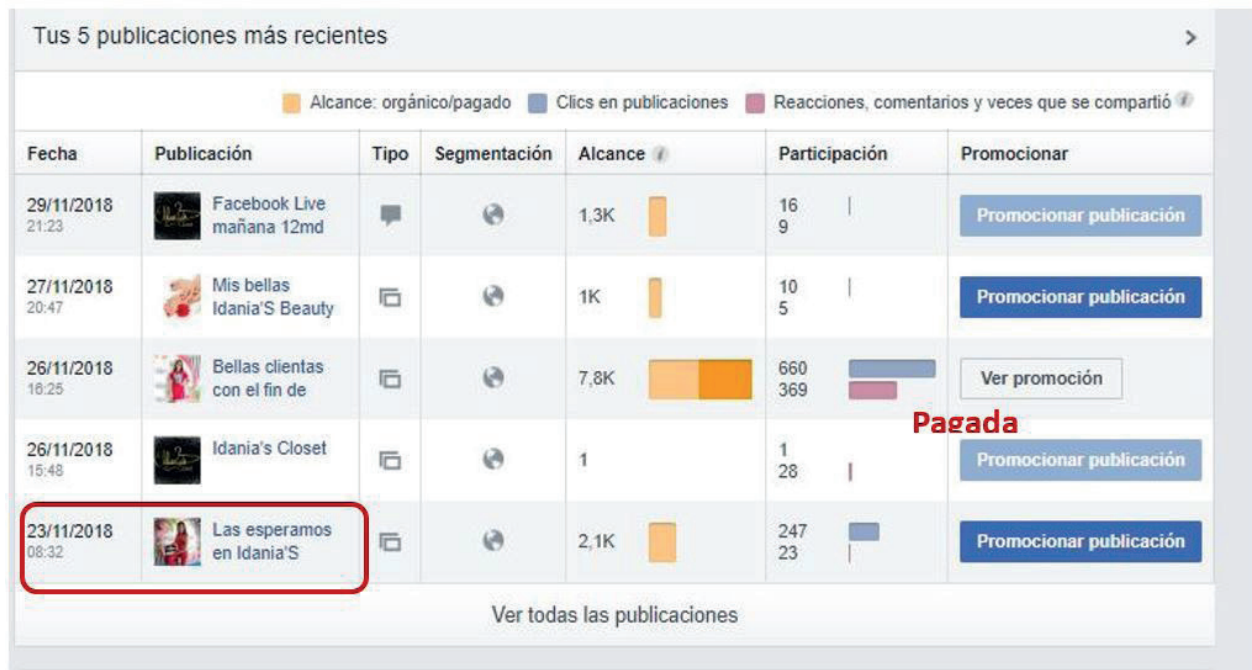 Tus 5 publicaciones más recientes
Alcance: orgánico/pagado Clics en publicaciones Reacciones, comentarios y veces que se compartió
Fecha Publicación Tipo Segmentación Alcance Participación Promocionar
29/11/2018 Facebook Live 1,3K 16 Promocionar publicación
21:23 mañana 12md 9
27/11/2018 Mis bellas 1K 10 Promocionar publicación
20:47 Idania'S Beauty 5
26/11/2018 Bellas clientas 7,8K 660 Ver promoción
16:25 con el fin de 369
Pagada
26/11/2018 Idania's Closet 1 1 Promocionar publicación
15:48 28
23/11/2018 Las esperamos 2,1K 247 Promocionar publicación
08:32 en Idania'S 23
Ver todas las publicaciones